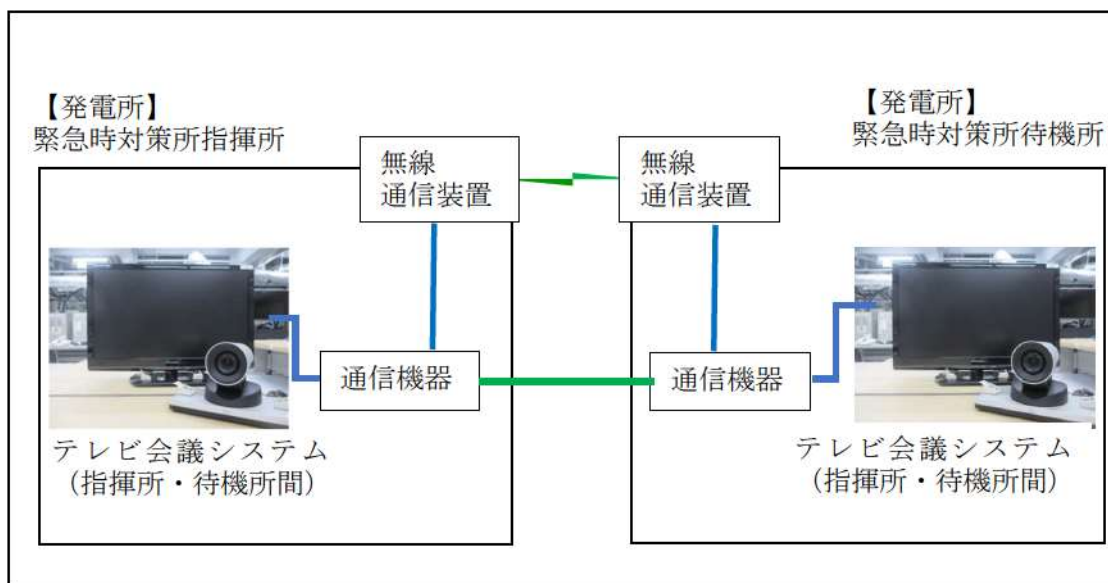 【発電所】
緊急時対策所指揮所
【発電所】
緊急時対策所待機所
無線
通信装置
無線
通信装置
通信機器
通信機器
テレビ会議システム
（指揮所・待機所間）
テレビ会議システム
（指揮所・待機所間）